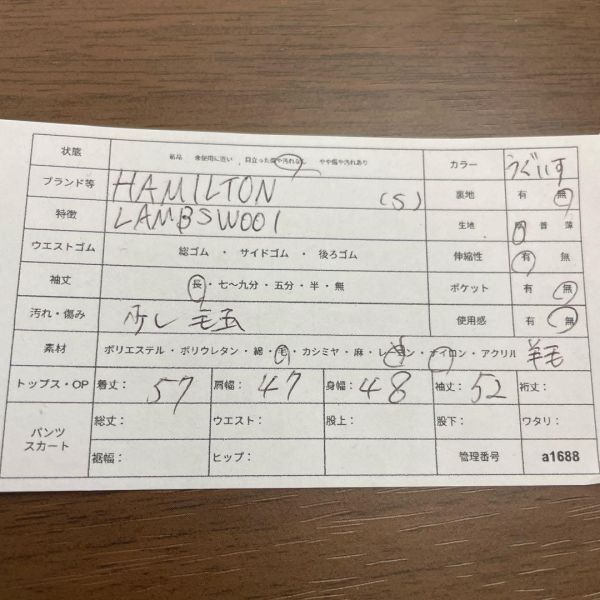 状態 新品 未使用に近い 目立った傷や汚れなし やや傷や汚れあり カラー うぐいす
ブランド等 HAMILTON (S) 裏地 有 無
特徴 LAMBSWOOl 生地 厚 普 薄
ウエストゴム 総ゴム ・ サイドゴム ・ 後ろゴム 伸縮性 有 無
袖丈 長・七〜九分・五分・半・無 ポケット 有 無
汚れ・傷み 少し毛玉 使用感 有 無
素材 ポリエステル・ポリウレタン・綿・毛・カシミヤ・麻・レーヨン・ナイロン・アクリル 羊毛
トップス・OP 着丈: 57 肩幅: 47 身幅: 48 袖丈: 52 裄丈:
パンツ スカート 総丈: ウエスト: 股上: 股下: ワタリ:
裾幅: ヒップ: 管理番号 a1688